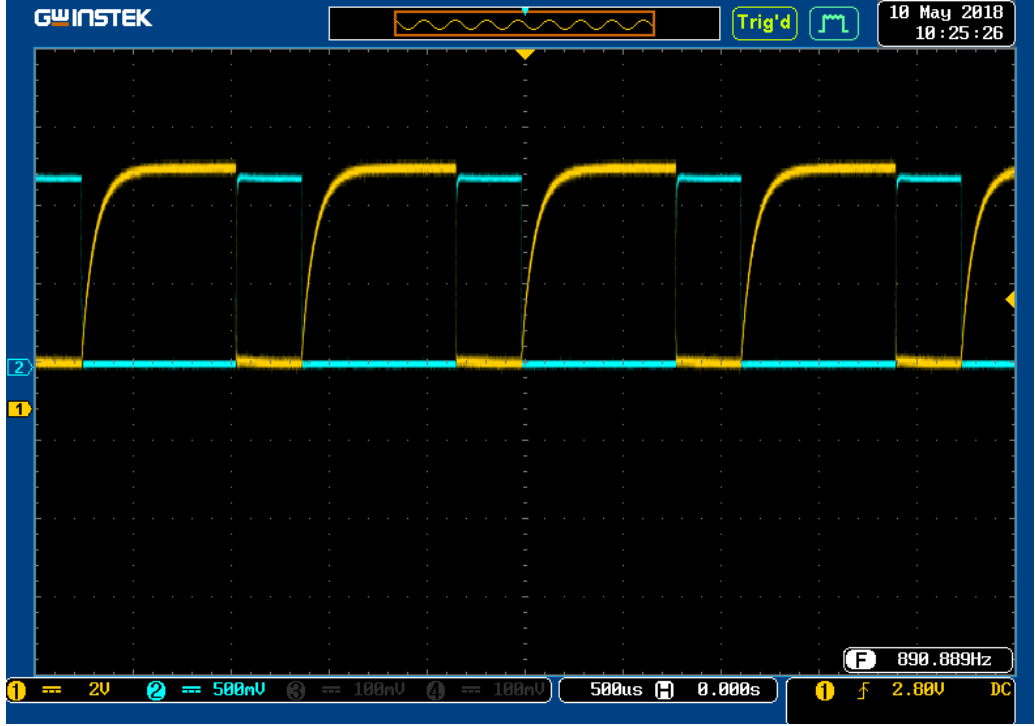 GWINSTEK
Trig'd
10 May 2018
10:25:26
2
1
F 890.889Hz
1 2V 2 500mV 3 100mV 4 100mV 500us H 0.000s 1 2.80V DC